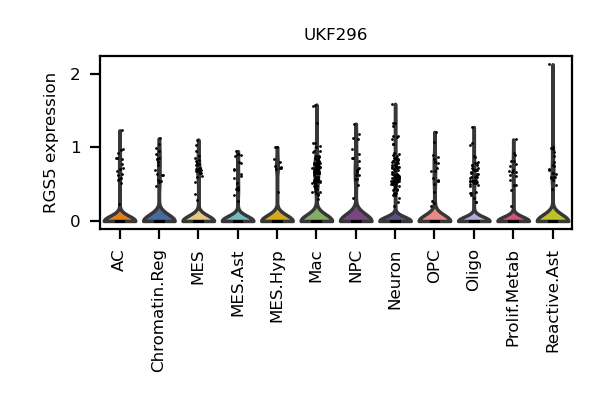 UKF296
RGS5 expression
2
1
0
AC
Chromatin.Reg
MES
MES.Ast
MES.Hyp
Mac
NPC
Neuron
OPC
Oligo
Prolif.Metab
Reactive.Ast